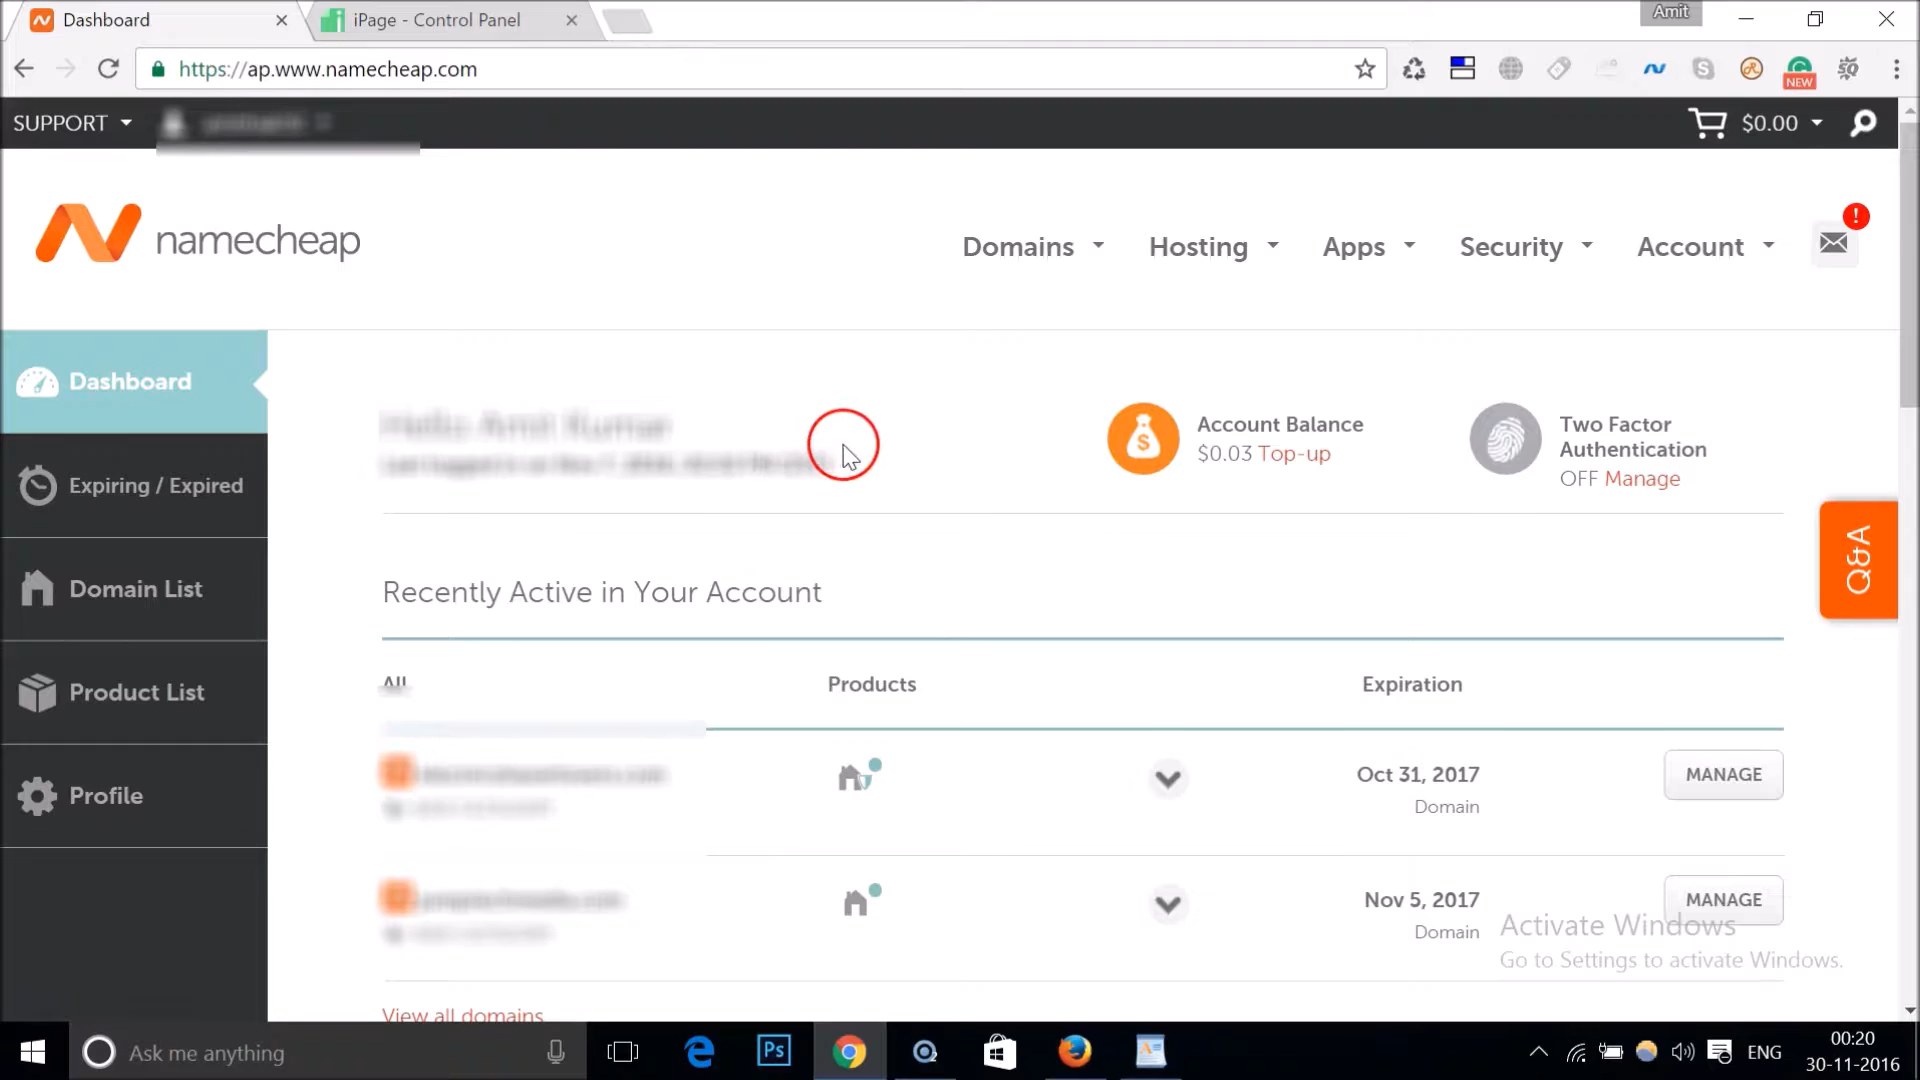 Dashboard
iPage - Control Panel
Amit
https://ap.www.namecheap.com
NEW
SUPPORT
$0.00
namecheap
Domains
Hosting
Apps
Security
Account
!
Dashboard
Expiring / Expired
Domain List
Product List
Profile
Hello Amit Kumar
Account Balance
$0.03 Top-up
Two Factor
Authentication
OFF Manage
Q&A
Recently Active in Your Account
All
Products
Expiration
Oct 31, 2017
Domain
MANAGE
Nov 5, 2017
Domain
MANAGE
View all domains
Activate Windows
Go to Settings to activate Windows.
Ask me anything
Ps
ENG
00:20
30-11-2016